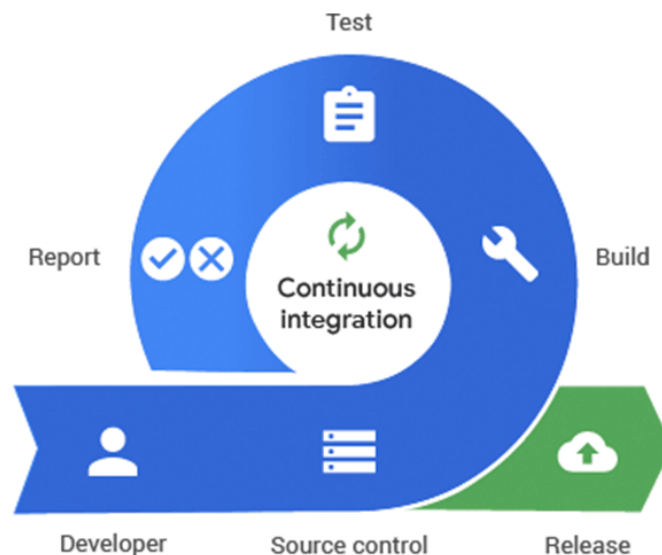 Test
Report
Continuous
integration
Build
Developer
Source control
Release